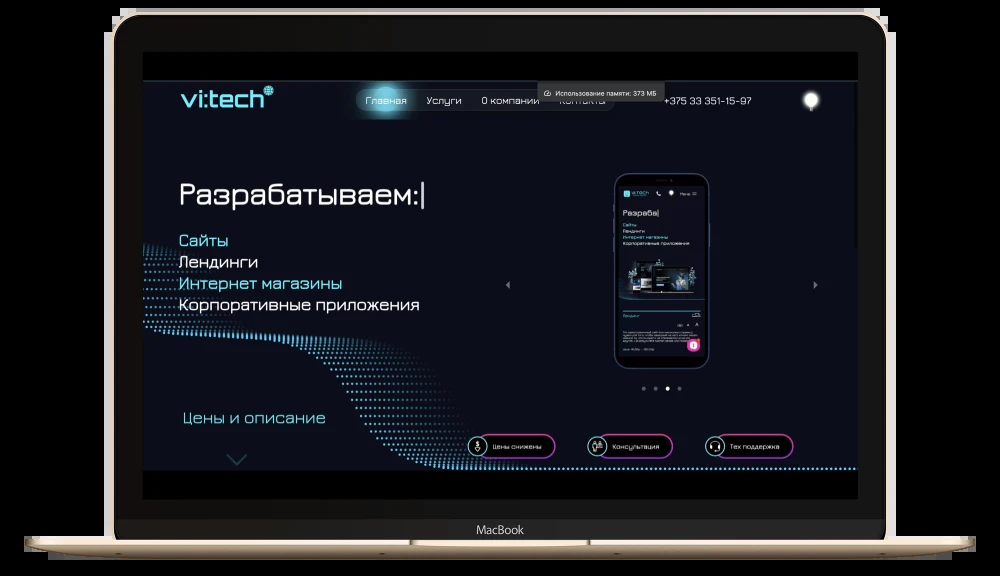 vi:tech
Главная Услуги О компании Контакты +375 33 351-15-97
Использование памяти: 373 МБ
Разрабатываем:
Сайты
Лендинги
Интернет магазины
Корпоративные приложения
Цены и описание
vi:tech Меню
Разраба
Сайты
Лендинги
Интернет магазины
Корпоративные приложения
Лендинг
Цены снижены
Консультация
Тех поддержка
MacBook